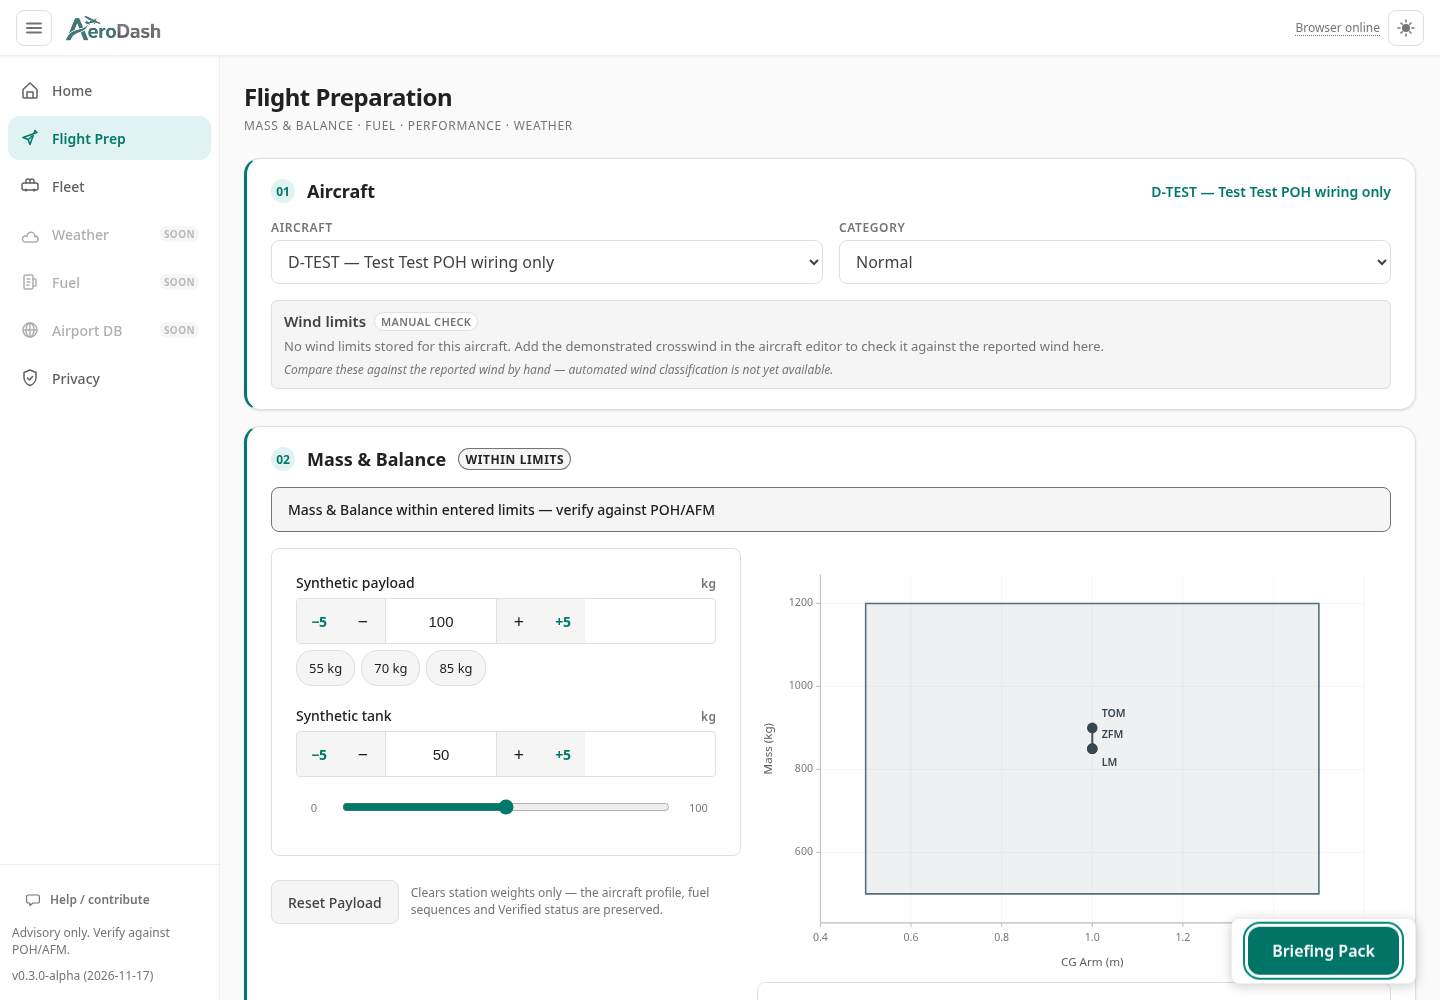 AeroDash
Browser online
Home
Flight Prep
Fleet
Weather SOON
Fuel SOON
Airport DB SOON
Privacy
Help / contribute
Advisory only. Verify against
POH/AFM.
v0.3.0-alpha (2026-11-17)
Flight Preparation
MASS & BALANCE · FUEL · PERFORMANCE · WEATHER
01 Aircraft
D-TEST — Test Test POH wiring only
AIRCRAFT
CATEGORY
D-TEST — Test Test POH wiring only
Normal
Wind limits MANUAL CHECK
No wind limits stored for this aircraft. Add the demonstrated crosswind in the aircraft editor to check it against the reported wind here.
Compare these against the reported wind by hand — automated wind classification is not yet available.
02 Mass & Balance WITHIN LIMITS
Mass & Balance within entered limits — verify against POH/AFM
Synthetic payload kg
−5 − 100 + +5
55 kg 70 kg 85 kg
Synthetic tank kg
−5 − 50 + +5
0 100
Reset Payload
Clears station weights only — the aircraft profile, fuel
sequences and Verified status are preserved.
1200
1000
800
600
Mass (kg)
TOM
ZFM
LM
0.4 0.6 0.8 1.0 1.2
CG Arm (m)
Briefing Pack